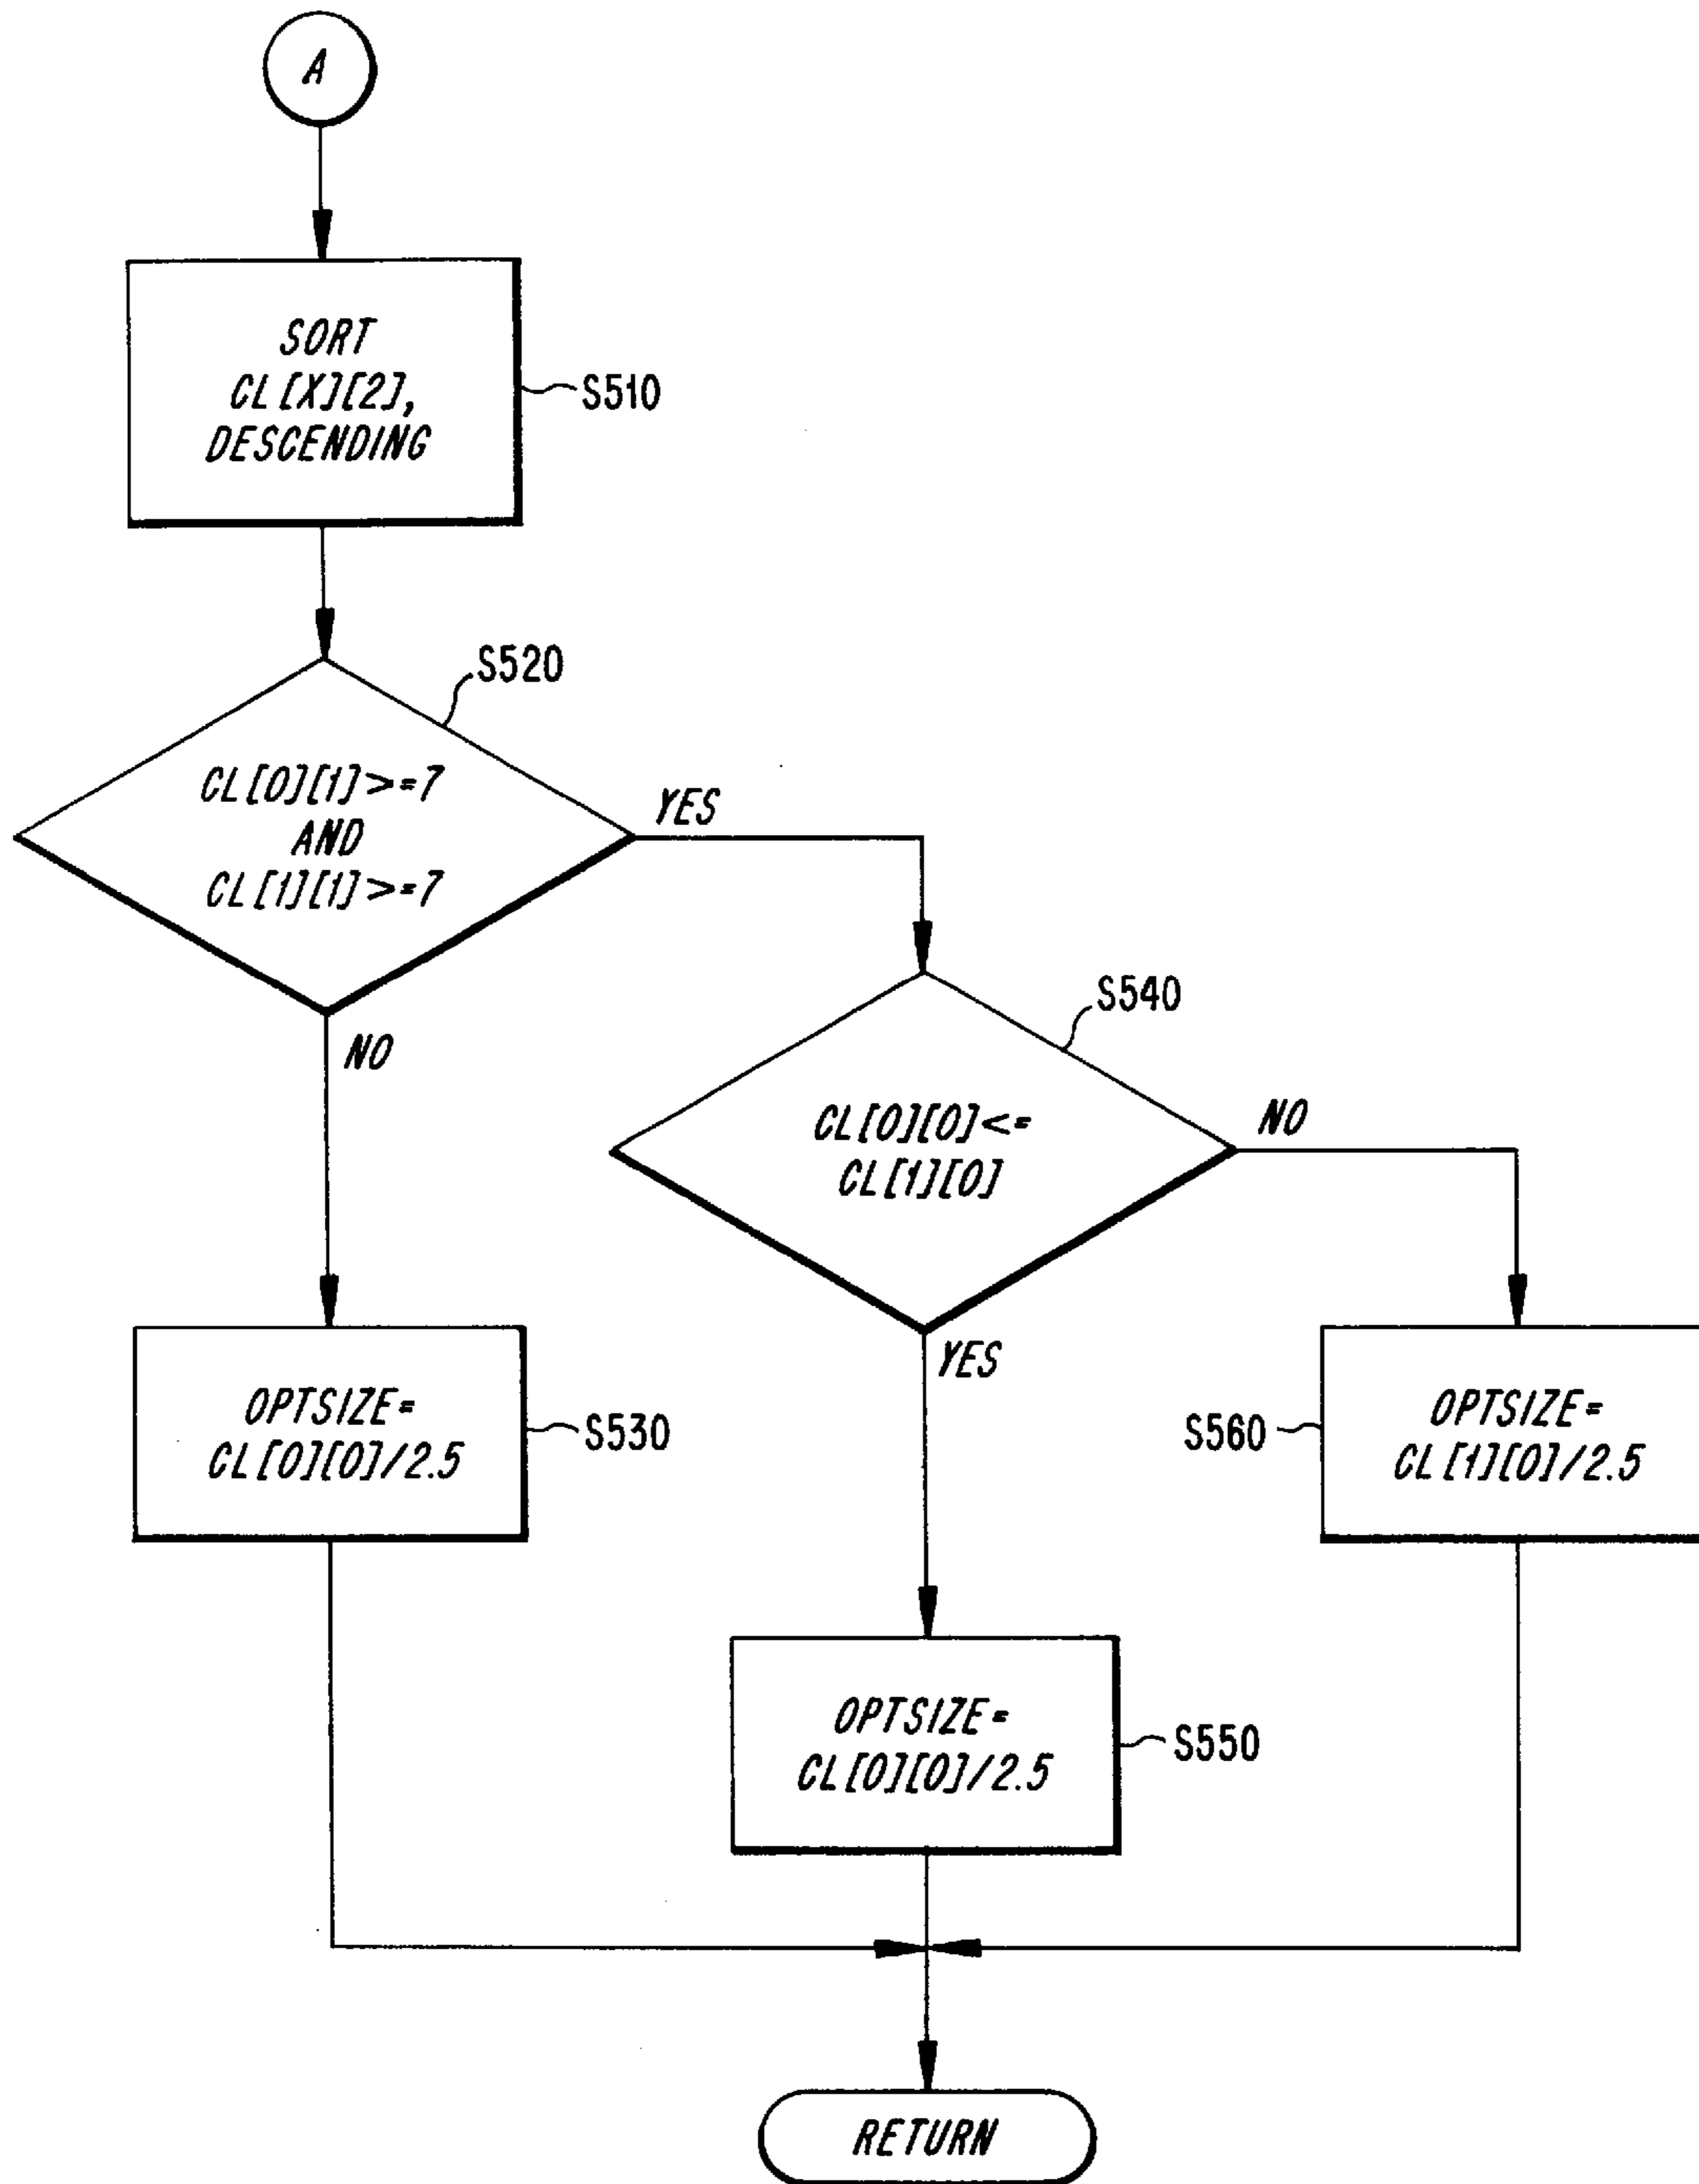 A
SORT
CL[X][2],
DESCENDING
S510
S520
CL[0][1]>=7
AND
CL[1][1]>=7
YES
NO
S540
CL[0][0]<=
CL[1][0]
NO
YES
OPTSIZE=
CL[0][0]/2.5
S530
S560
OPTSIZE=
CL[1][0]/2.5
OPTSIZE=
CL[0][0]/2.5
S550
RETURN